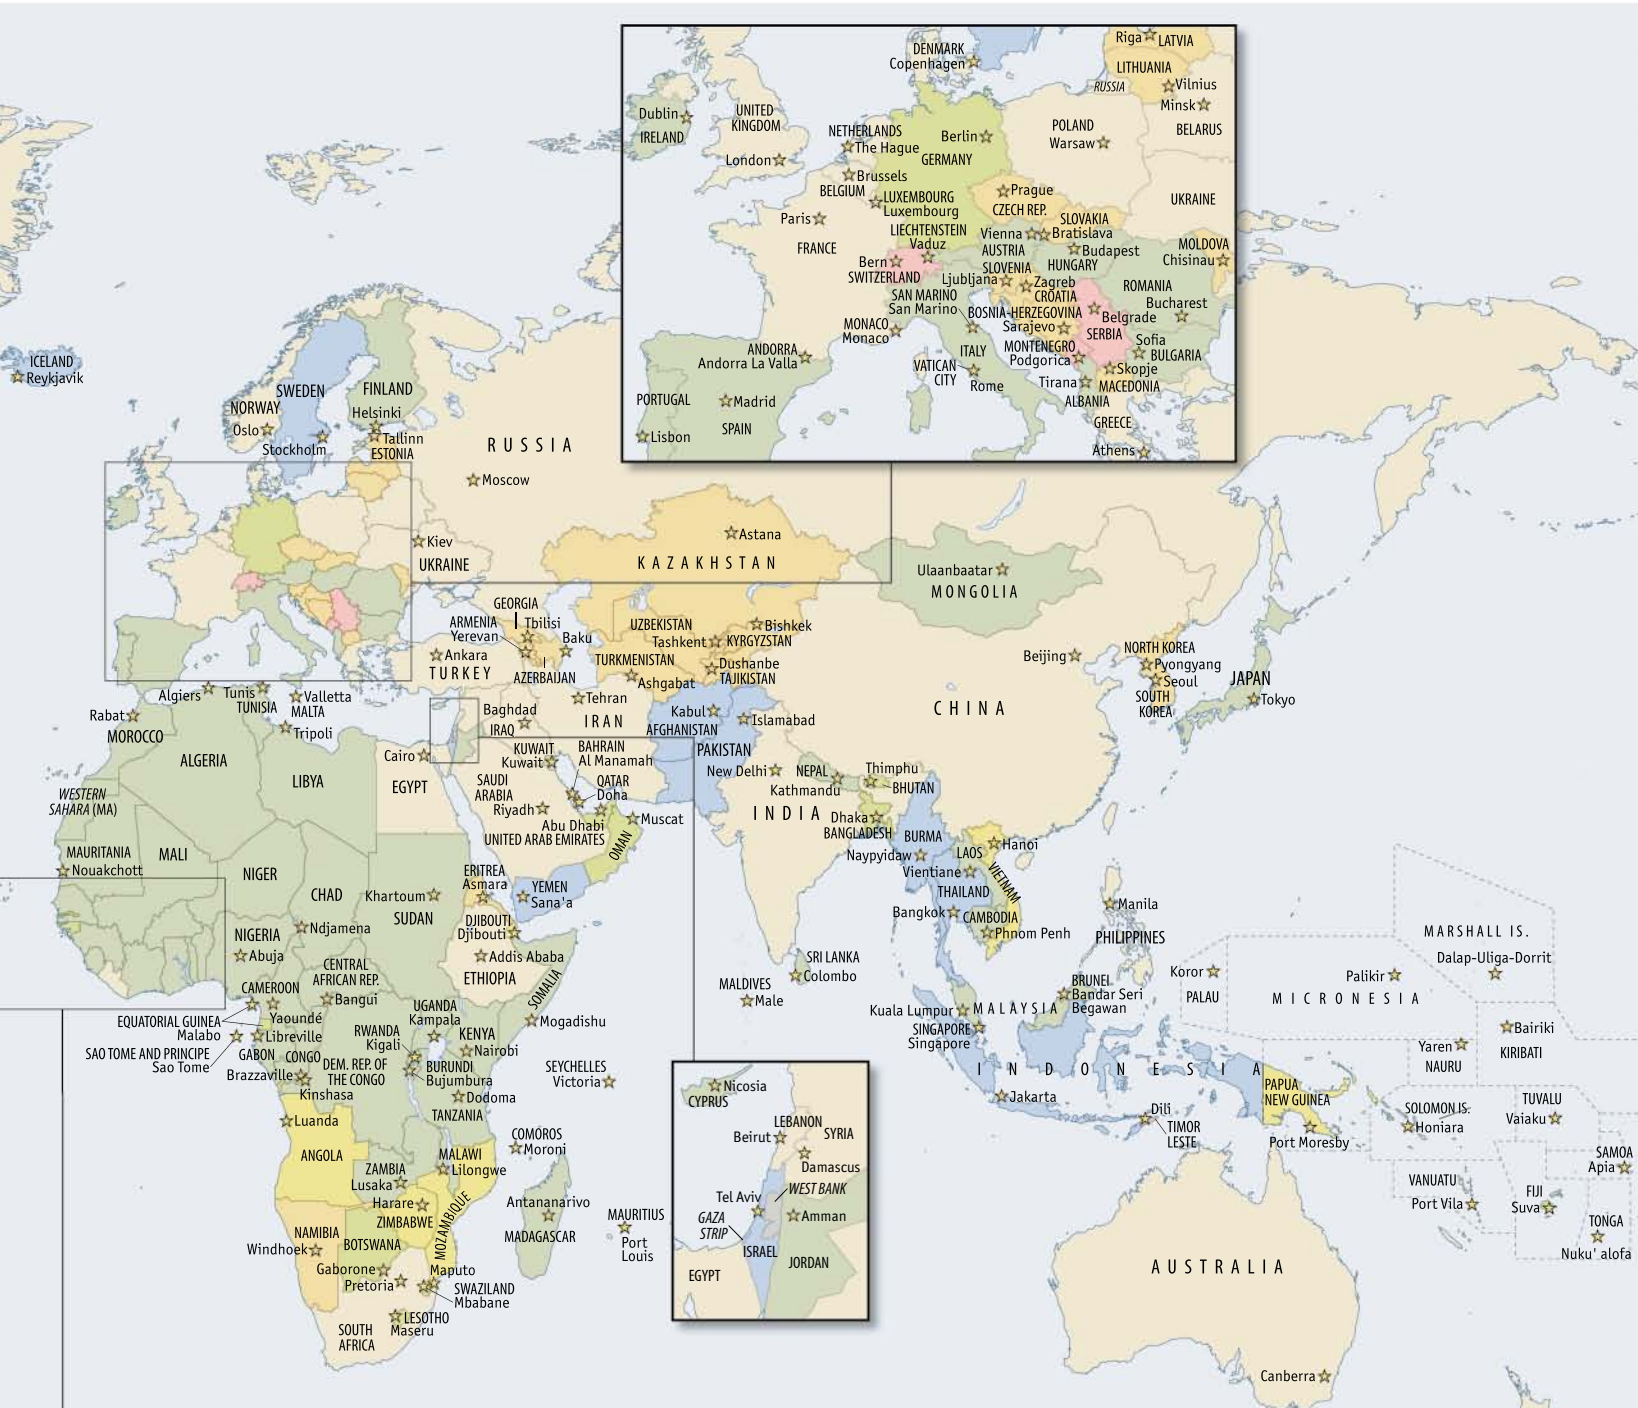 Riga
LATVIA
DENMARK
Copenhagen
LITHUANIA
RUSSIA
Vilnius
Minsk
BELARUS
Dublin
IRELAND
UNITED
KINGDOM
London
NETHERLANDS
The Hague
Berlin
GERMANY
POLAND
Warsaw
Brussels
BELGIUM
LUXEMBOURG
Luxembourg
Prague
CZECH REP.
SLOVAKIA
UKRAINE
Paris
FRANCE
LIECHTENSTEIN
Vaduz
Vienna
Bratislava
AUSTRIA
Budapest
HUNGARY
MOLDOVA
Chisinau
Bern
SWITZERLAND
SLOVENIA
Ljubljana
Zagreb
CROATIA
ROMANIA
Bucharest
SAN MARINO
San Marino
BOSNIA-HERZEGOVINA
Sarajevo
Belgrade
SERBIA
MONACO
Monaco
MONTENEGRO
Podgorica
Sofia
BULGARIA
ANDORRA
Andorra La Valla
ITALY
VATICAN
CITY
Rome
Skopje
MACEDONIA
Tirana
ALBANIA
PORTUGAL
Madrid
SPAIN
Lisbon
GREECE
Athens
ICELAND
Reykjavik
SWEDEN
FINLAND
NORWAY
Oslo
Helsinki
Stockholm
Tallinn
ESTONIA
RUSSIA
Moscow
Kiev
UKRAINE
Astana
KAZAKHSTAN
Ulaanbaatar
MONGOLIA
GEORGIA
Tbilisi
ARMENIA
Yerevan
Baku
AZERBAIJAN
Ankara
TURKEY
UZBEKISTAN
Tashkent
Bishkek
KYRGYZSTAN
TURKMENISTAN
Ashgabat
Dushanbe
TAJIKISTAN
Beijing
NORTH KOREA
Pyongyang
Seoul
SOUTH
KOREA
JAPAN
Tokyo
CHINA
Algiers
Tunis
TUNISIA
Valletta
MALTA
Tripoli
Rabat
MOROCCO
ALGERIA
LIBYA
Cairo
EGYPT
WESTERN
SAHARA (MA)
Baghdad
IRAQ
Tehran
IRAN
Kabul
AFGHANISTAN
Islamabad
PAKISTAN
KUWAIT
Kuwait
BAHRAIN
Al Manamah
SAUDI
ARABIA
Riyadh
QATAR
Doha
Abu Dhabi
UNITED ARAB EMIRATES
Muscat
OMAN
New Delhi
NEPAL
Kathmandu
Thimphu
BHUTAN
INDIA
Dhaka
BANGLADESH
BURMA
Naypyidaw
Hanoi
LAOS
Vientiane
VIETNAM
THAILAND
Bangkok
CAMBODIA
Phnom Penh
MAURITANIA
Nouakchott
MALI
NIGER
CHAD
Khartoum
SUDAN
ERITREA
Asmara
YEMEN
Sana'a
DJIBOUTI
Djibouti
NIGERIA
Abuja
Ndjamena
CENTRAL
AFRICAN REP.
Bangui
Addis Ababa
ETHIOPIA
SOMALIA
Mogadishu
CAMEROON
Yaoundé
EQUATORIAL GUINEA
Malabo
Libreville
GABON
SAO TOME AND PRINCIPE
Sao Tome
CONGO
Brazzaville
DEM. REP. OF
THE CONGO
Kinshasa
UGANDA
Kampala
KENYA
Nairobi
RWANDA
Kigali
BURUNDI
Bujumbura
Dodoma
TANZANIA
SEYCHELLES
Victoria
MALDIVES
Male
SRI LANKA
Colombo
Manila
PHILIPPINES
BRUNEI
Bandar Seri
Begawan
Kuala Lumpur
MALAYSIA
SINGAPORE
Singapore
INDONESIA
Jakarta
Dili
TIMOR
LESTE
Koror
PALAU
Palikir
MICRONESIA
MARSHALL IS.
Dalap-Uliga-Dorrit
Bairiki
KIRIBATI
Yaren
NAURU
PAPUA
NEW GUINEA
Port Moresby
SOLOMON IS.
Honiara
TUVALU
Vaiaku
SAMOA
Apia
VANUATU
Port Vila
FIJI
Suva
TONGA
Nuku' alofa
Luanda
ANGOLA
ZAMBIA
Lusaka
MALAWI
Lilongwe
COMOROS
Moroni
Harare
ZIMBABWE
MOZAMBIQUE
Antananarivo
MADAGASCAR
MAURITIUS
Port
Louis
NAMIBIA
Windhoek
BOTSWANA
Gaborone
Pretoria
Maputo
SWAZILAND
Mbabane
LESOTHO
Maseru
SOUTH
AFRICA
Nicosia
CYPRUS
LEBANON
Beirut
SYRIA
Damascus
WEST BANK
Tel Aviv
GAZA
STRIP
Amman
ISRAEL
JORDAN
EGYPT
AUSTRALIA
Canberra